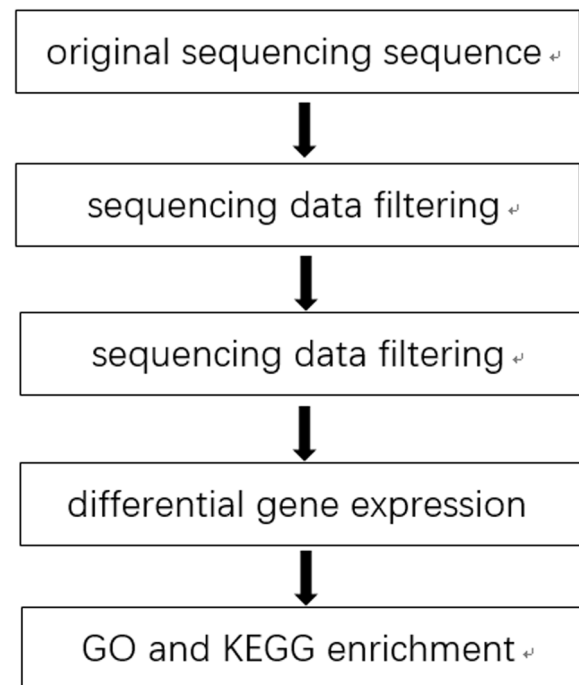 original sequencing sequence
sequencing data filtering
sequencing data filtering
differential gene expression
GO and KEGG enrichment